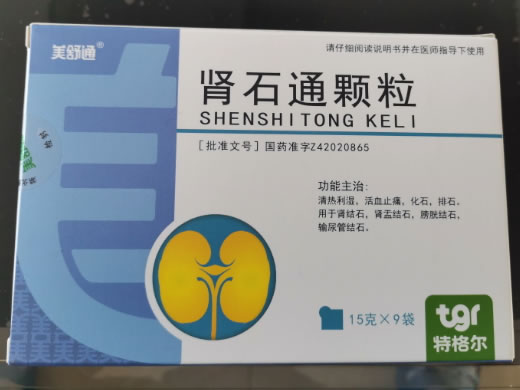 美舒通®
请仔细阅读说明书并在医师指导下使用
肾石通颗粒
SHENSHITONG KELI
[批准文号] 国药准字Z42020865
功能主治:
清热利湿，活血止痛，化石，排石。
用于肾结石，肾盂结石，膀胱结石，
输尿管结石。
15克×9袋
tgr
特格尔